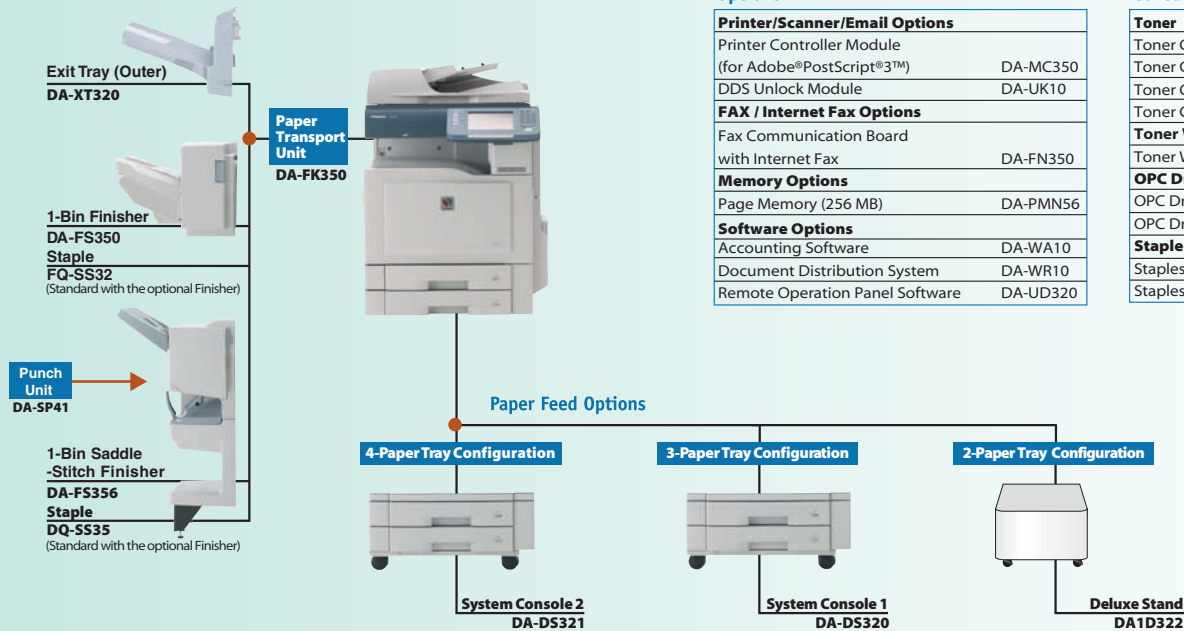 Exit Tray (Outer)
DA-XT320
Paper
Transport
Unit
DA-FK350
1-Bin Finisher
DA-FS350
Staple
FQ-SS32
(Standard with the optional Finisher)
Punch
Unit
DA-SP41
1-Bin Saddle
-Stitch Finisher
DA-FS356
Staple
DQ-SS35
(Standard with the optional Finisher)
Printer/Scanner/Email Options
Printer Controller Module
(for Adobe®PostScript®3™) DA-MC350
DDS Unlock Module DA-UK10
FAX / Internet Fax Options
Fax Communication Board
with Internet Fax DA-FN350
Memory Options
Page Memory (256 MB) DA-PMN56
Software Options
Accounting Software DA-WA10
Document Distribution System DA-WR10
Remote Operation Panel Software DA-UD320
Toner
Toner
Toner
Toner
Toner
Toner
Toner
OPC
OPC
OPC
Staple
Staples
Staples
Paper Feed Options
4-Paper Tray Configuration
3-Paper Tray Configuration
2-Paper Tray Configuration
System Console 2
DA-DS321
System Console 1
DA-DS320
Deluxe Stand
DA1D322